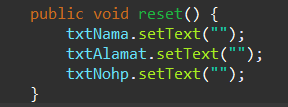 public void reset() {
txtNama.setText("");
txtAlamat.setText("");
txtNohp.setText("");
}